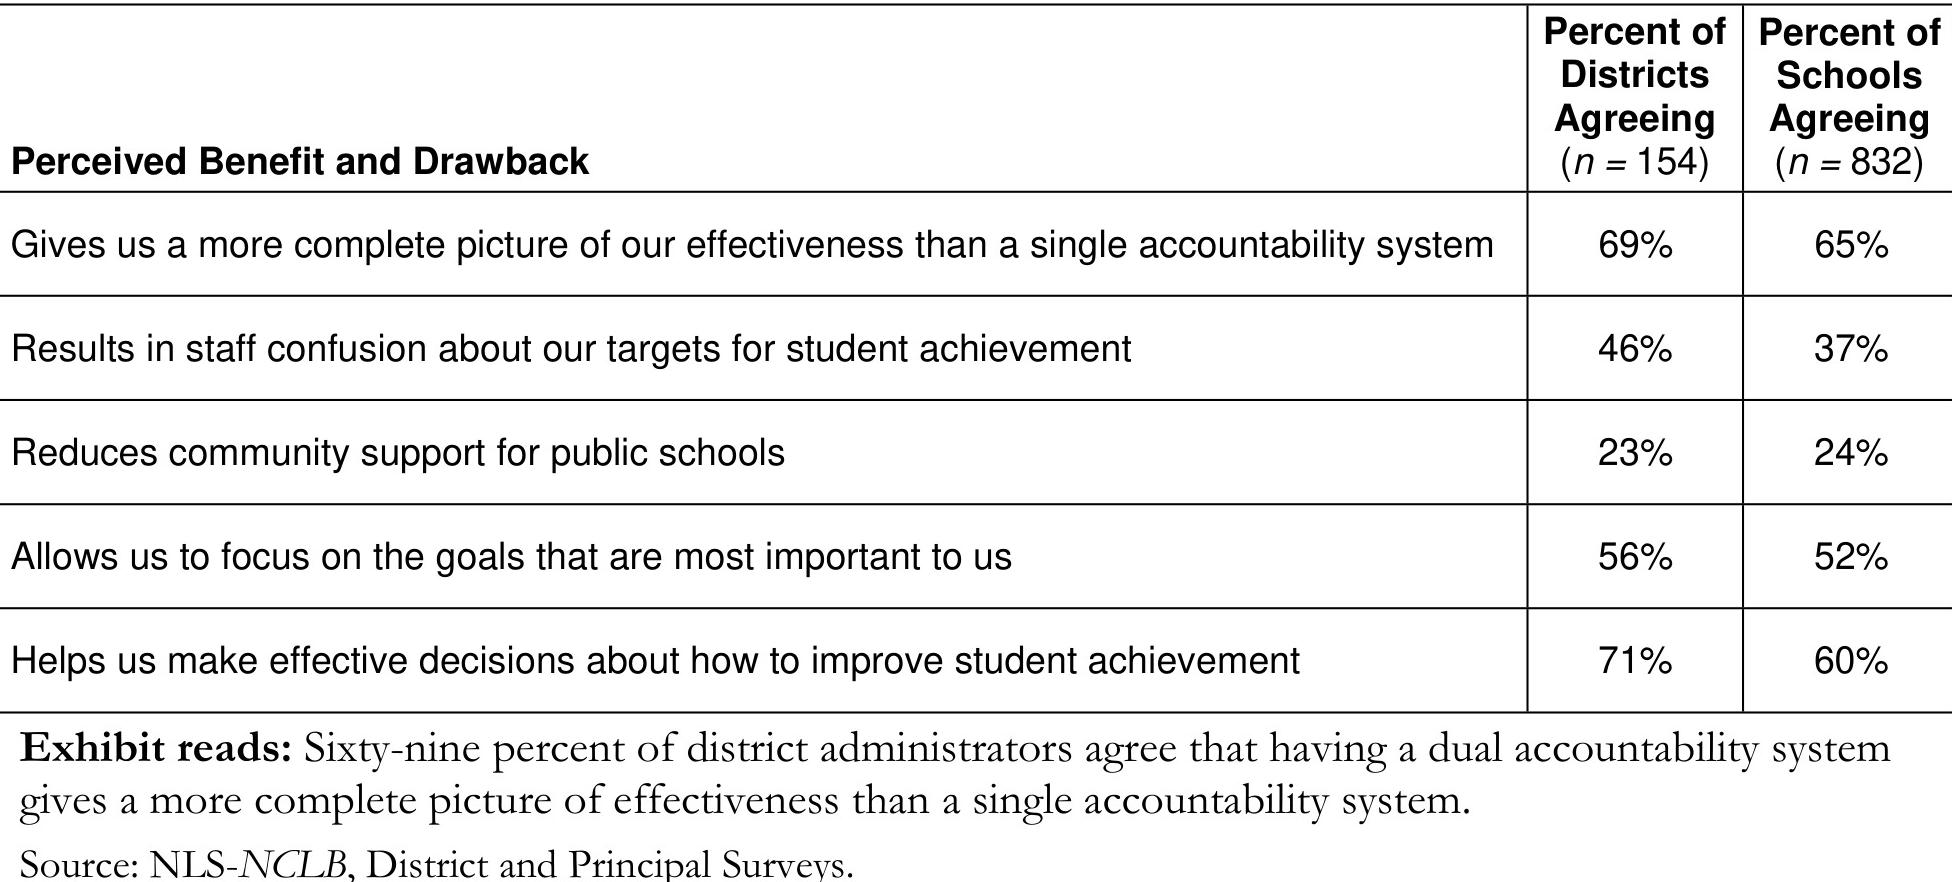 Percent of Districts Agreeing (n = 154)
Percent of Schools Agreeing (n = 832)
Perceived Benefit and Drawback
Gives us a more complete picture of our effectiveness than a single accountability system 69% 65%
Results in staff confusion about our targets for student achievement 46% 37%
Reduces community support for public schools 23% 24%
Allows us to focus on the goals that are most important to us 56% 52%
Helps us make effective decisions about how to improve student achievement 71% 60%
Exhibit reads: Sixty-nine percent of district administrators agree that having a dual accountability system
gives a more complete picture of effectiveness than a single accountability system.
Source: NLS-NCLB, District and Principal Surveys.